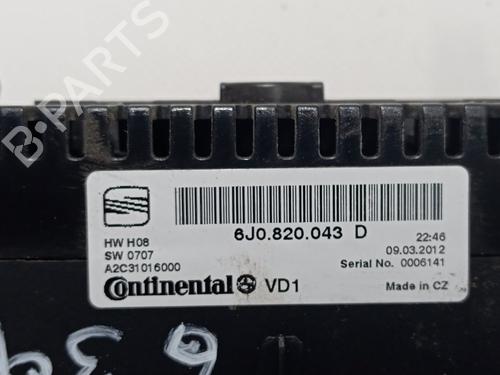 B-PARTS
6J0.820.043 D
HW H08
SW 0707
A2C31016000
22:46
09.03.2012
Serial No. 0006141
Continental VD1
Made in CZ